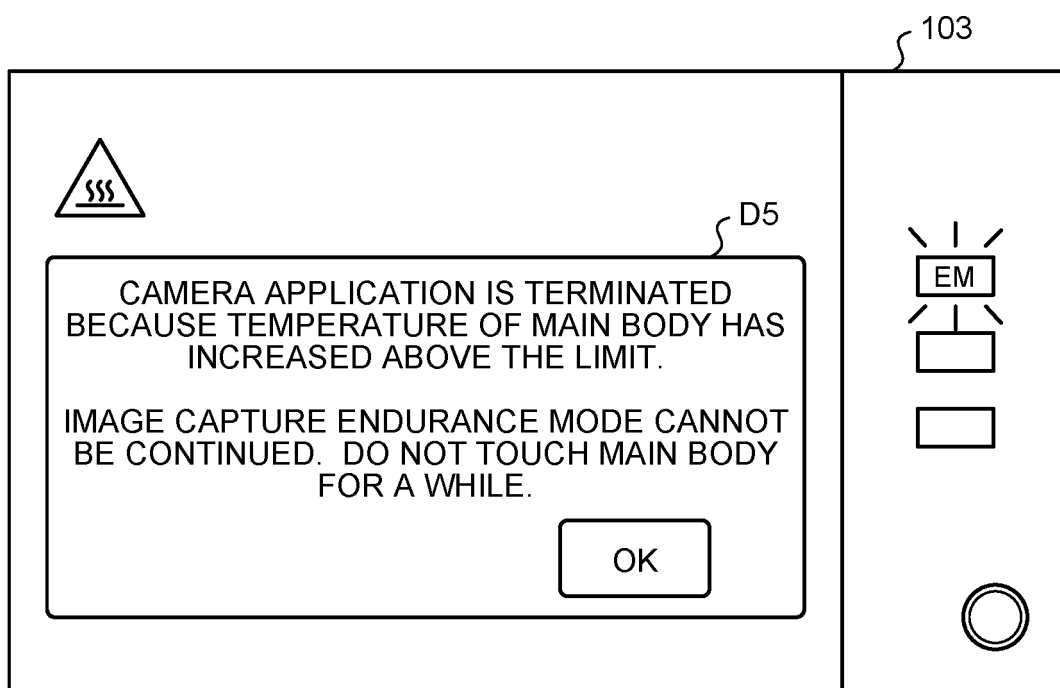 103
D5
CAMERA APPLICATION IS TERMINATED
BECAUSE TEMPERATURE OF MAIN BODY HAS
INCREASED ABOVE THE LIMIT.
IMAGE CAPTURE ENDURANCE MODE CANNOT
BE CONTINUED. DO NOT TOUCH MAIN BODY
FOR A WHILE.
OK
EM